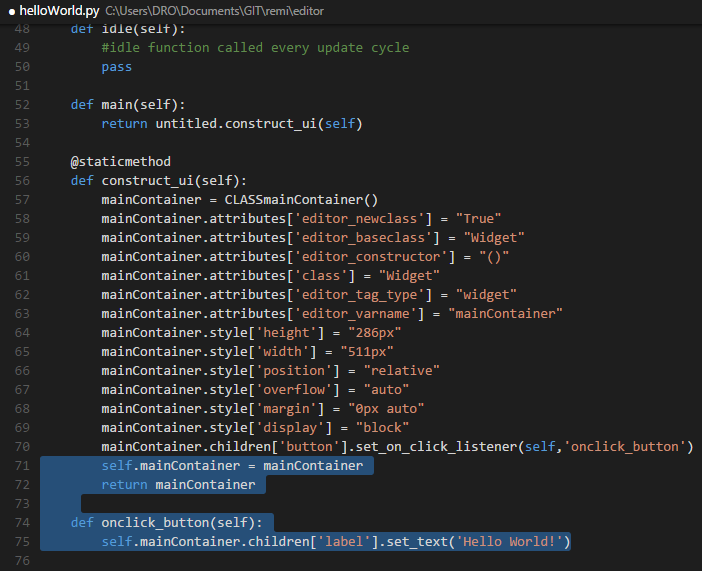 ● helloWorld.py C:\Users\DRO\Documents\GIT\remi\editor
48 def idle(self):
49 #idle function called every update cycle
50 pass
51
52 def main(self):
53 return untitled.construct_ui(self)
54
55 @staticmethod
56 def construct_ui(self):
57 mainContainer = CLASSmainContainer()
58 mainContainer.attributes['editor_newclass'] = "True"
59 mainContainer.attributes['editor_baseclass'] = "Widget"
60 mainContainer.attributes['editor_constructor'] = "()"
61 mainContainer.attributes['class'] = "Widget"
62 mainContainer.attributes['editor_tag_type'] = "widget"
63 mainContainer.attributes['editor_varname'] = "mainContainer"
64 mainContainer.style['height'] = "286px"
65 mainContainer.style['width'] = "511px"
66 mainContainer.style['position'] = "relative"
67 mainContainer.style['overflow'] = "auto"
68 mainContainer.style['margin'] = "0px auto"
69 mainContainer.style['display'] = "block"
70 mainContainer.children['button'].set_on_click_listener(self,'onclick_button')
71 self.mainContainer = mainContainer
72 return mainContainer
73
74 def onclick_button(self):
75 self.mainContainer.children['label'].set_text('Hello World!')
76